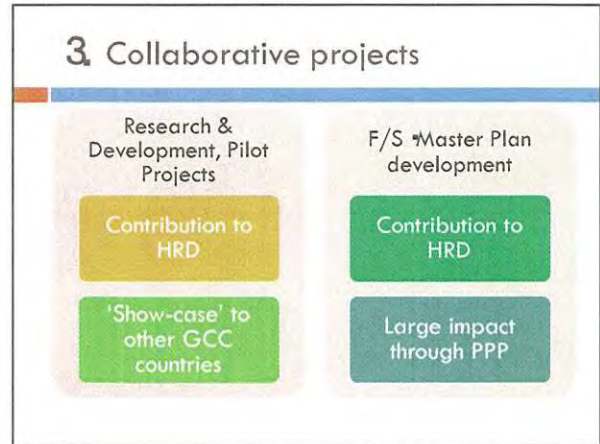 3. Collaborative projects
Research &
Development, Pilot
Projects
Contribution to
HRD
'Show-case' to
other GCC
countries
F/S •Master Plan
development
Contribution to
HRD
Large impact
through PPP